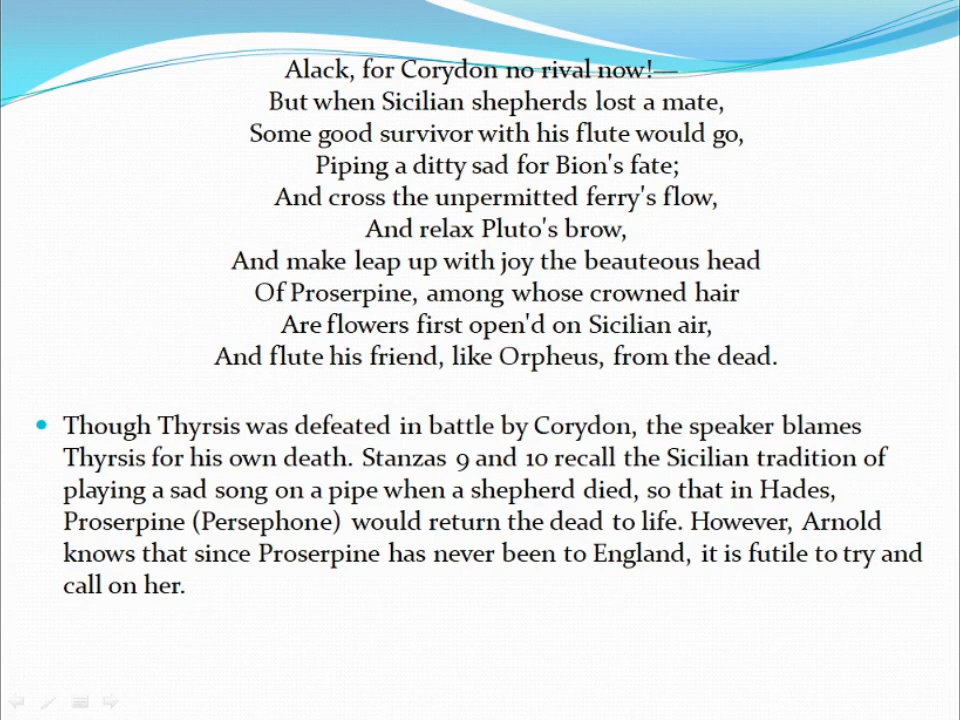 Alack, for Corydon no rival now!—
But when Sicilian shepherds lost a mate,
Some good survivor with his flute would go,
Piping a ditty sad for Bion's fate;
And cross the unpermitted ferry's flow,
And relax Pluto's brow,
And make leap up with joy the beauteous head
Of Proserpine, among whose crowned hair
Are flowers first open'd on Sicilian air,
And flute his friend, like Orpheus, from the dead.
• Though Thyrsis was defeated in battle by Corydon, the speaker blames
Thyrsis for his own death. Stanzas 9 and 10 recall the Sicilian tradition of
playing a sad song on a pipe when a shepherd died, so that in Hades,
Proserpine (Persephone) would return the dead to life. However, Arnold
knows that since Proserpine has never been to England, it is futile to try and
call on her.